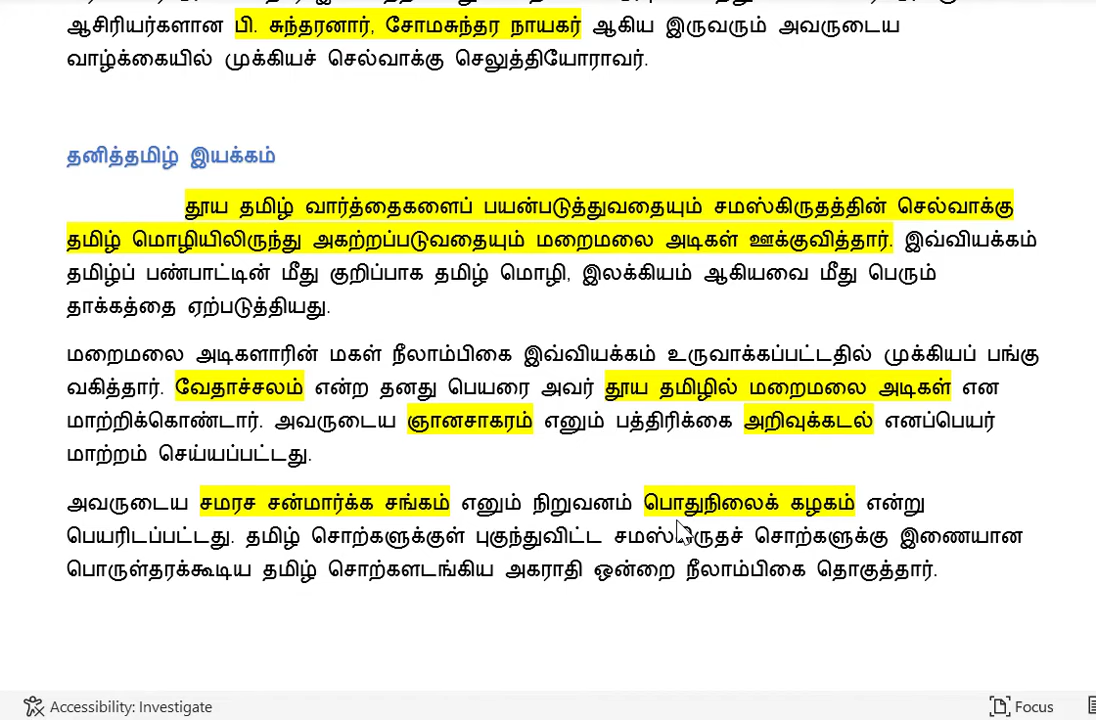 ஆசிரியர்களான பி. சுந்தரனார், சோமசுந்தர நாயகர் ஆகிய இருவரும் அவருடைய
வாழ்க்கையில் முக்கியச் செல்வாக்கு செலுத்தியோராவர்.
தனித்தமிழ் இயக்கம்
தூய தமிழ் வார்த்தைகளைப் பயன்படுத்துவதையும் சமஸ்கிருதத்தின் செல்வாக்கு
தமிழ் மொழியிலிருந்து அகற்றப்படுவதையும் மறைமலை அடிகள் ஊக்குவித்தார். இவ்வியக்கம்
தமிழ்ப் பண்பாட்டின் மீது குறிப்பாக தமிழ் மொழி, இலக்கியம் ஆகியவை மீது பெரும்
தாக்கத்தை ஏற்படுத்தியது.
மறைமலை அடிகளாரின் மகள் நீலாம்பிகை இவ்வியக்கம் உருவாக்கப்பட்டதில் முக்கியப் பங்கு
வகித்தார். வேதாச்சலம் என்ற தனது பெயரை அவர் தூய தமிழில் மறைமலை அடிகள் என
மாற்றிக்கொண்டார். அவருடைய ஞானசாகரம் எனும் பத்திரிக்கை அறிவுக்கடல் எனப்பெயர்
மாற்றம் செய்யப்பட்டது.
அவருடைய சமரச சன்மார்க்க சங்கம் எனும் நிறுவனம் பொதுநிலைக் கழகம் என்று
பெயரிடப்பட்டது. தமிழ் சொற்களுக்குள் புகுந்துவிட்ட சமஸ்கிருதச் சொற்களுக்கு இணையான
பொருள்தரக்கூடிய தமிழ் சொற்களடங்கிய அகராதி ஒன்றை நீலாம்பிகை தொகுத்தார்.
Accessibility: Investigate Focus